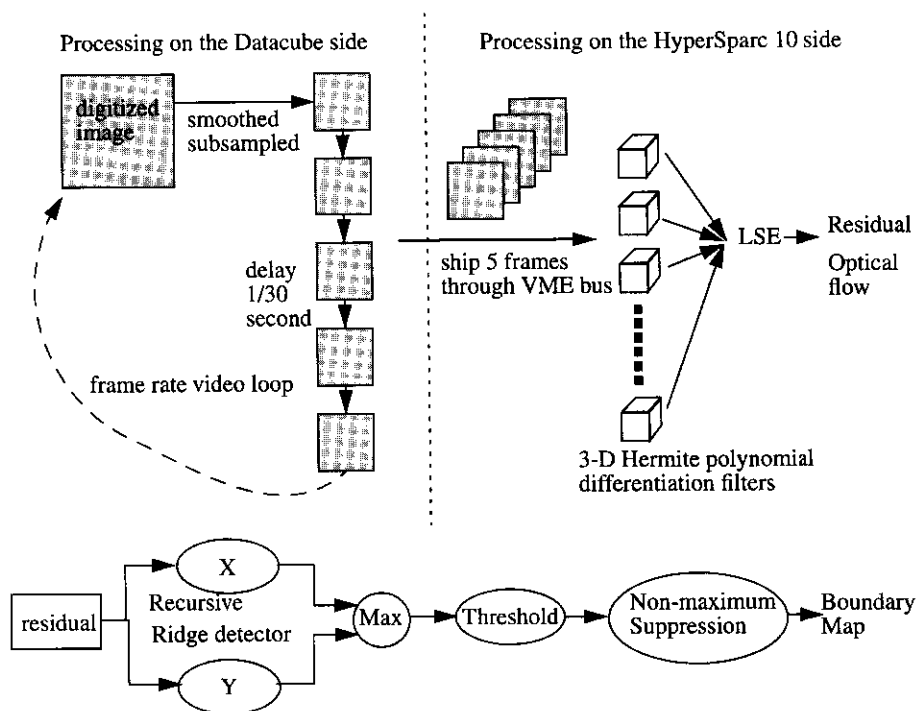 Processing on the Datacube side
Processing on the HyperSparc 10 side
digitized
image
smoothed
subsampled
delay
1/30
second
frame rate video loop
ship 5 frames
through VME bus
LSE
Residual
Optical
flow
3-D Hermite polynomial
differentiation filters
residual
X
Recursive
Ridge detector
Y
Max
Threshold
Non-maximum
Suppression
Boundary
Map